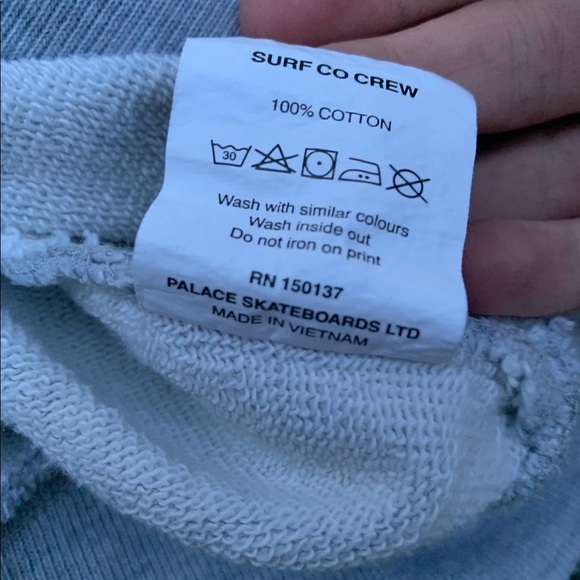 SURF CO CREW
100% COTTON
30
Wash with similar colours
Wash inside out
Do not iron on print
RN 150137
PALACE SKATEBOARDS LTD
MADE IN VIETNAM